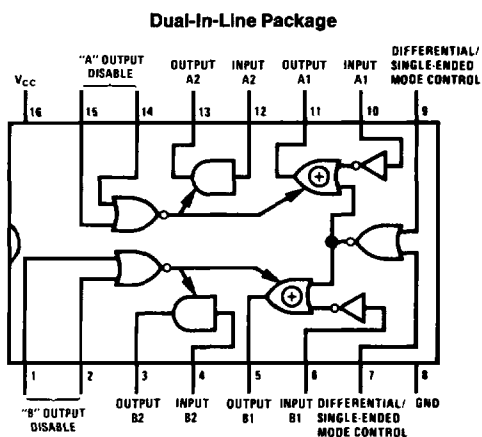 Dual-In-Line Package
"A" OUTPUT
DISABLE
OUTPUT
A2
INPUT
A2
OUTPUT
A1
INPUT
A1
DIFFERENTIAL/
SINGLE-ENDED
MODE CONTROL
VCC
16
15
14
13
12
11
10
9
1
2
3
4
5
6
7
8
"B" OUTPUT
DISABLE
OUTPUT
B2
INPUT
B2
OUTPUT
B1
INPUT
B1
DIFFERENTIAL/
SINGLE-ENDED
MODE CONTROL
GND